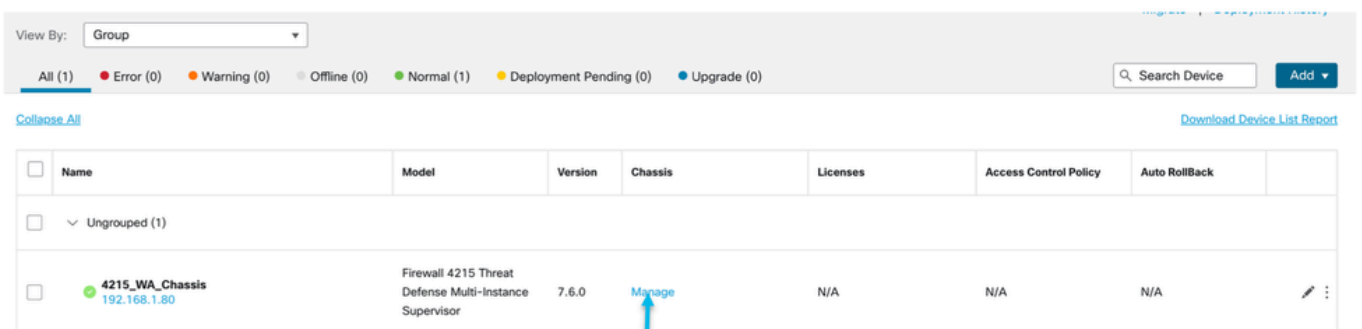 View By: Group
All (1) Error (0) Warning (0) Offline (0) Normal (1) Deployment Pending (0) Upgrade (0) Search Device Add
Collapse All Download Device List Report
Name Model Version Chassis Licenses Access Control Policy Auto RollBack
Ungrouped (1)
4215_WA_Chassis
192.168.1.80
Firewall 4215 Threat
Defense Multi-Instance
Supervisor
7.6.0 Manage N/A N/A N/A